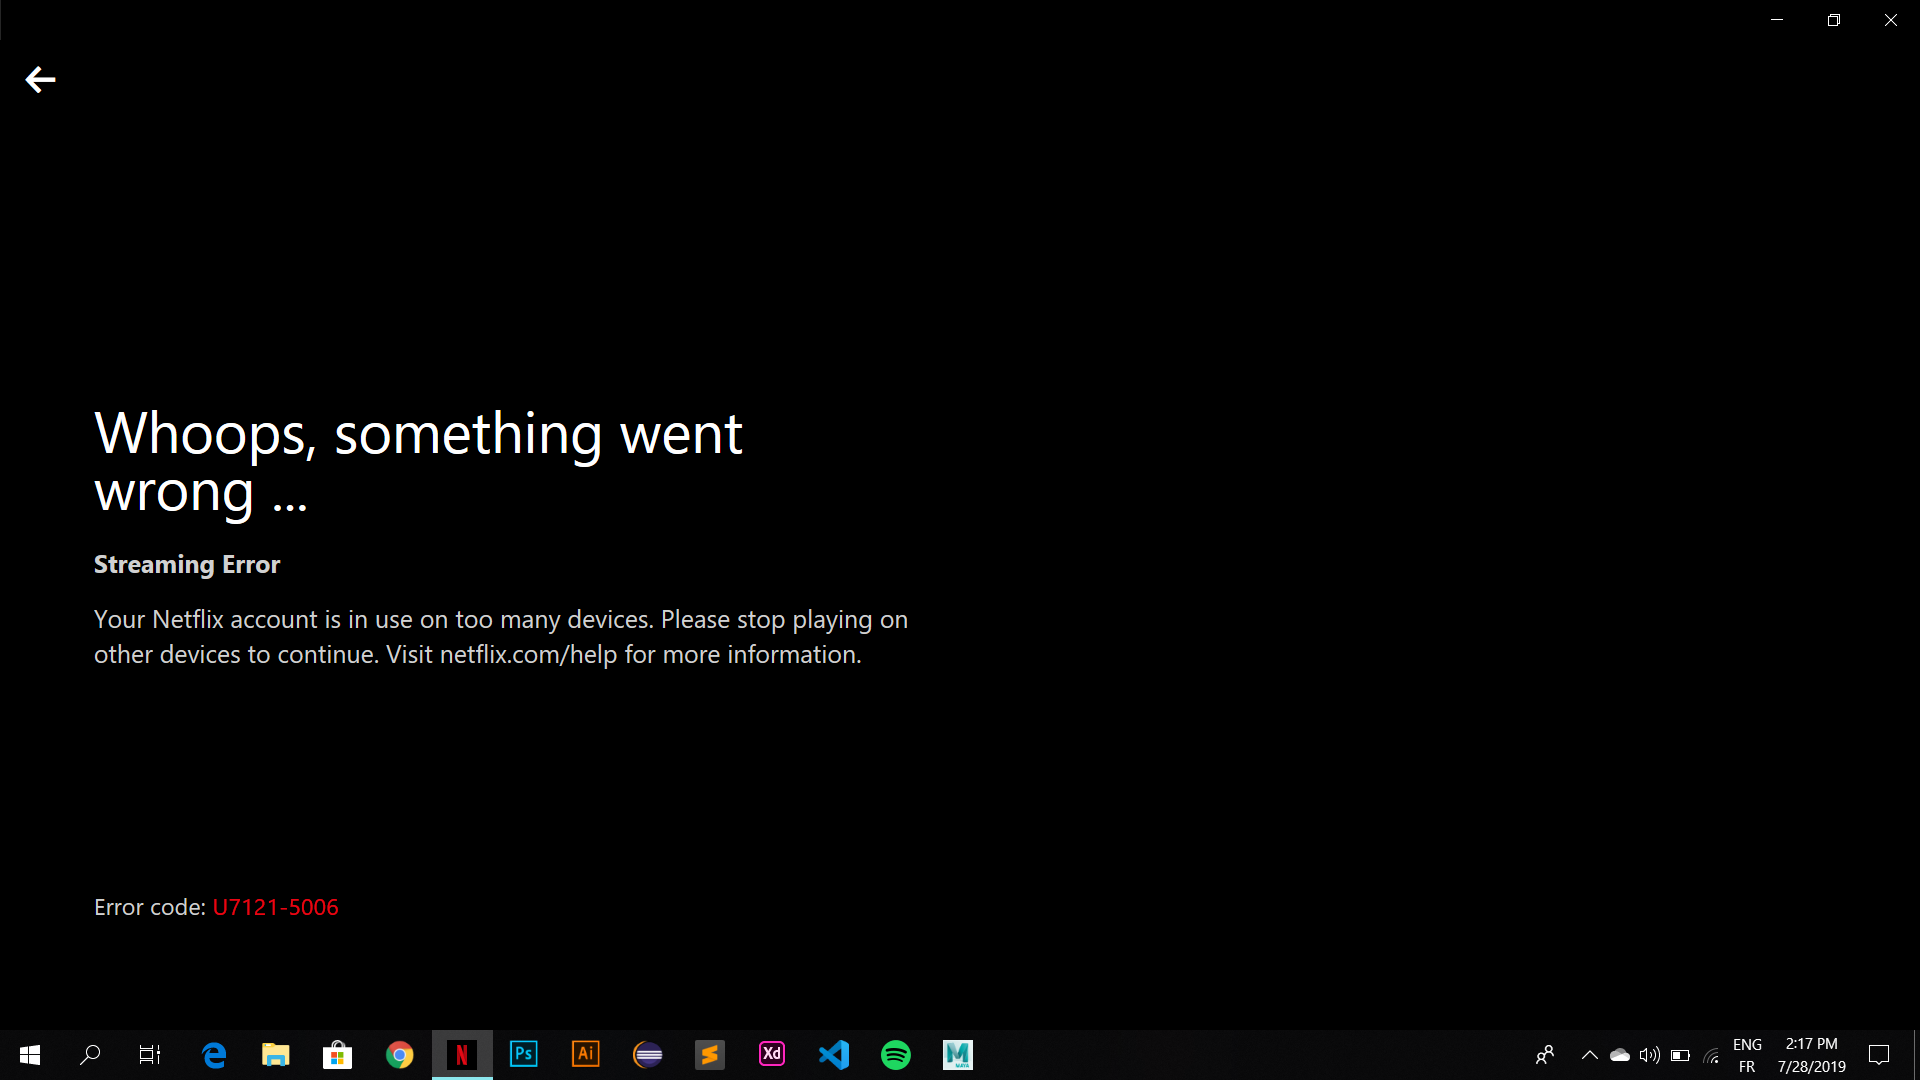 Whoops, something went
wrong ...
Streaming Error
Your Netflix account is in use on too many devices. Please stop playing on
other devices to continue. Visit netflix.com/help for more information.
Error code: U7121-5006
N
Ps
Ai
Xd
M
MAYA
ENG
FR
2:17 PM
7/28/2019